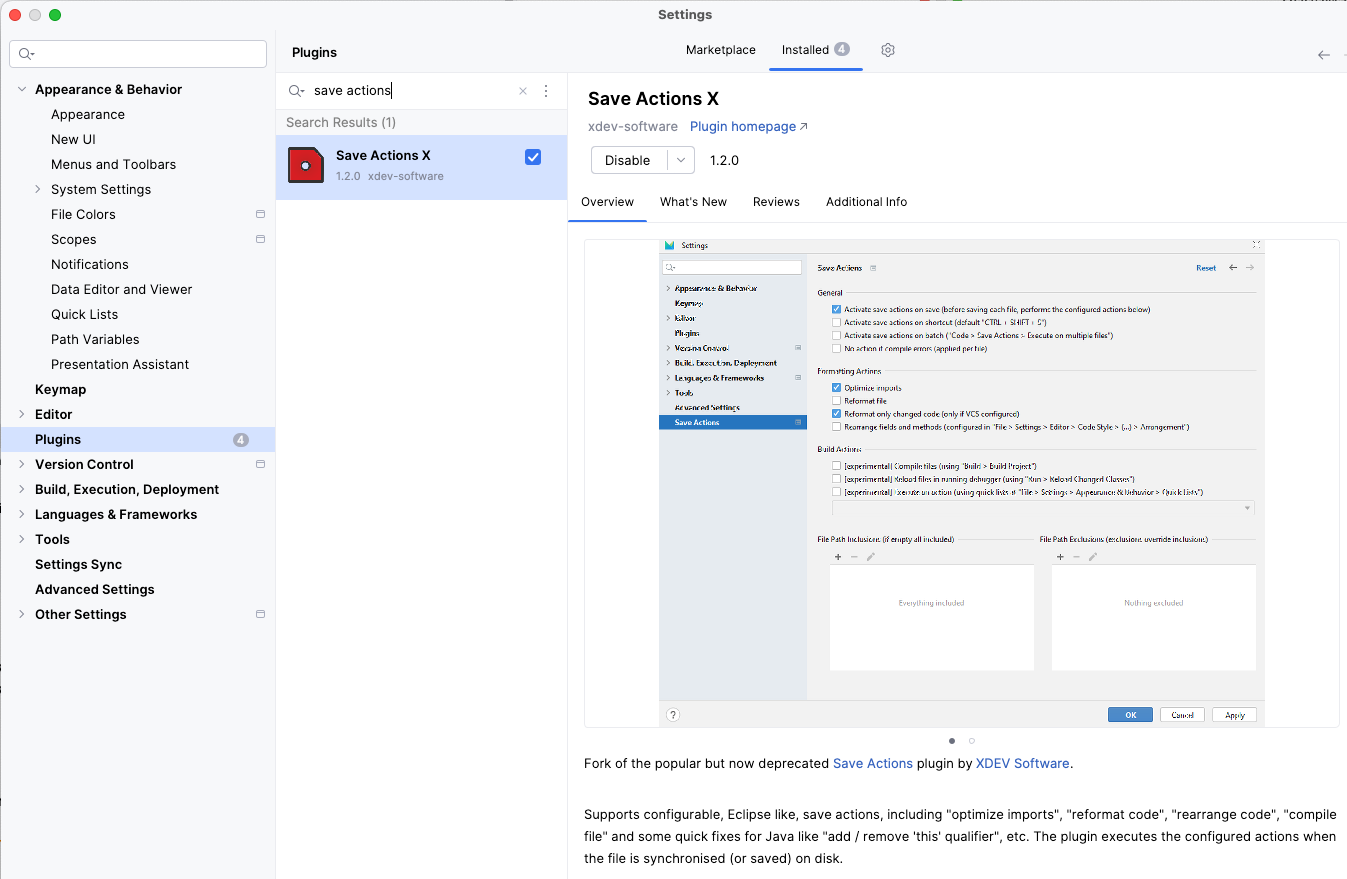 Settings
Appearance & Behavior
Appearance
New UI
Menus and Toolbars
System Settings
File Colors
Scopes
Notifications
Data Editor and Viewer
Quick Lists
Path Variables
Presentation Assistant
Keymap
Editor
Plugins 4
Version Control
Build, Execution, Deployment
Languages & Frameworks
Tools
Settings Sync
Advanced Settings
Other Settings
Plugins
Marketplace
Installed 4
save actions
Search Results (1)
Save Actions X
1.2.0 xdev-software
Save Actions X
xdev-software Plugin homepage ↗
Disable 1.2.0
Overview What's New Reviews Additional Info
Settings
Appearance & Behavior
Keymap
Editor
Plugins
Version Control
Build, Execution, Deployment
Languages & Frameworks
Tools
Advanced Settings
Save Actions
Save Actions
Reset
General
Activate save actions on save (before saving each file, performs the configured actions below)
Activate save actions on shortcut (default "CTRL + SHIFT + S")
Activate save actions on batch ("Code > Save Actions > Execute on multiple files")
No action if compile errors (applied per file)
Formatting Actions
Optimize imports
Reformat file
Reformat only changed code (only if VCS configured)
Rearrange fields and methods (configured in "File > Settings > Editor > Code Style > (...) > Arrangement")
Build Actions
[experimental] Compile files (using "Build > Build Project")
[experimental] Reload files in running debugger (using "Run > Reload Changed Classes")
[experimental] Execute an action (using quick lists at "File > Settings > Appearance & Behavior > Quick Lists")
File Path Inclusions (if empty all included)
File Path Exclusions (exclusions override inclusions)
Everything included
Nothing excluded
?
OK
Cancel
Apply
Fork of the popular but now deprecated Save Actions plugin by XDEV Software.
Supports configurable, Eclipse like, save actions, including "optimize imports", "reformat code", "rearrange code", "compile
file" and some quick fixes for Java like "add / remove 'this' qualifier", etc. The plugin executes the configured actions when
the file is synchronised (or saved) on disk.